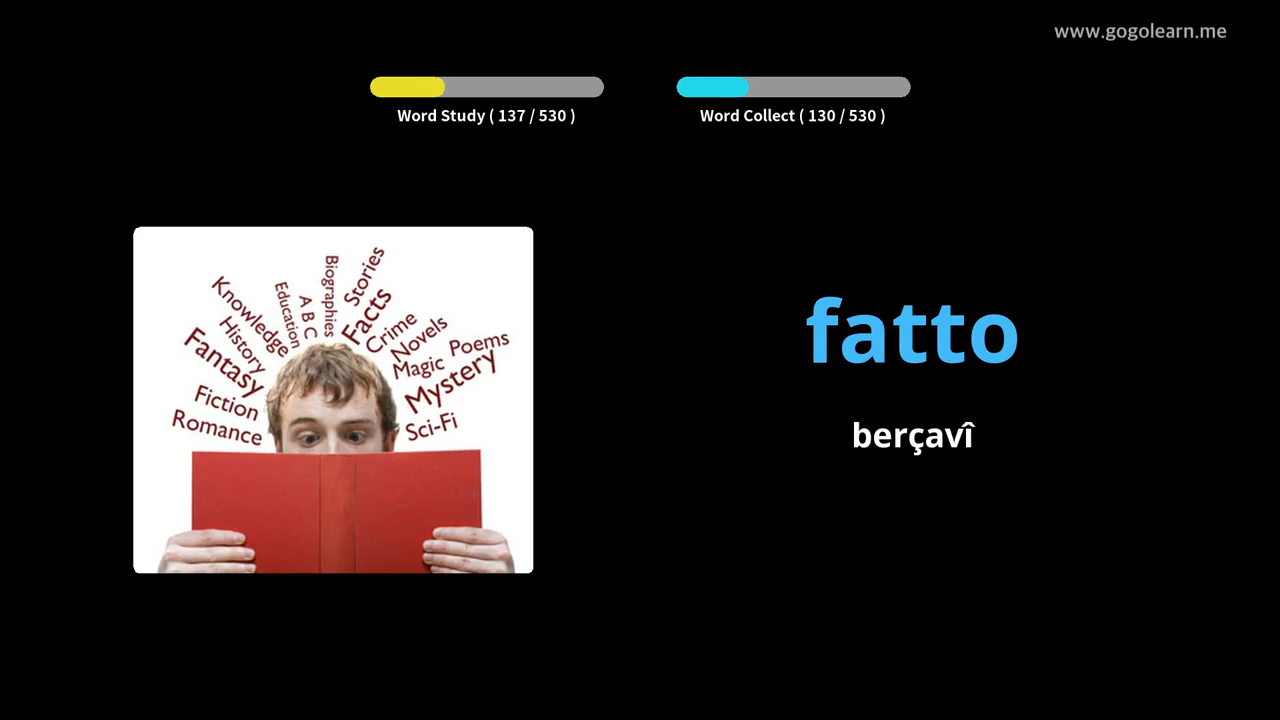 www.gogolearn.me
Word Study ( 137 / 530 )
Word Collect ( 130 / 530 )
Stories
Biographies
Facts
A B C
Education
Knowledge
Crime
Novels
History
Poems
Fantasy
Magic
Mystery
Fiction
Romance
Sci-Fi
fatto
berçavî